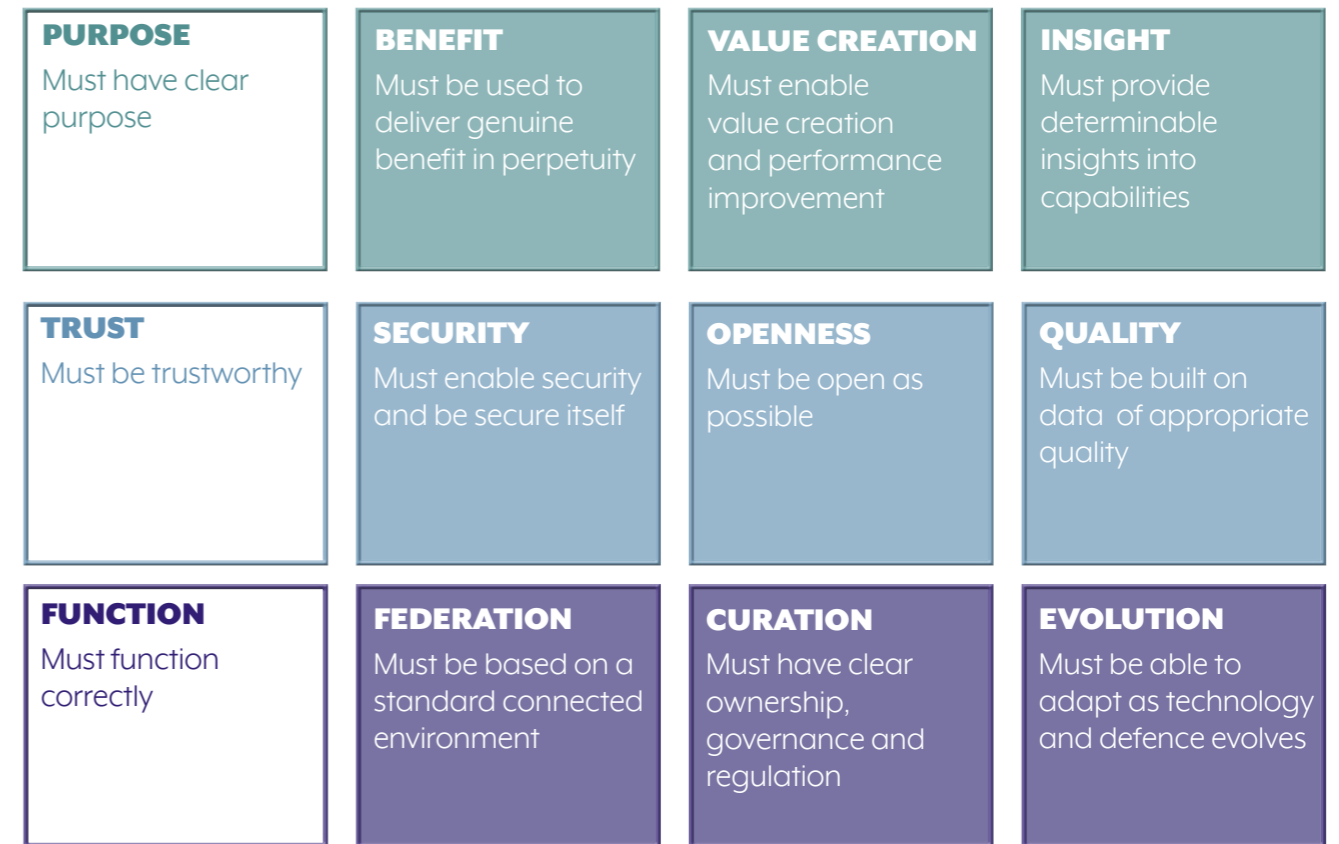 PURPOSE
Must have clear
purpose
BENEFIT
Must be used to
deliver genuine
benefit in perpetuity
VALUE CREATION
Must enable
value creation
and performance
improvement
INSIGHT
Must provide
determinable
insights into
capabilities
TRUST
Must be trustworthy
SECURITY
Must enable security
and be secure itself
OPENNESS
Must be open as
possible
QUALITY
Must be built on
data  of appropriate
quality
FUNCTION
Must function
correctly
FEDERATION
Must be based on a
standard connected
environment
CURATION
Must have clear
ownership,
governance and
regulation
EVOLUTION
Must be able to
adapt as technology
and defence evolves